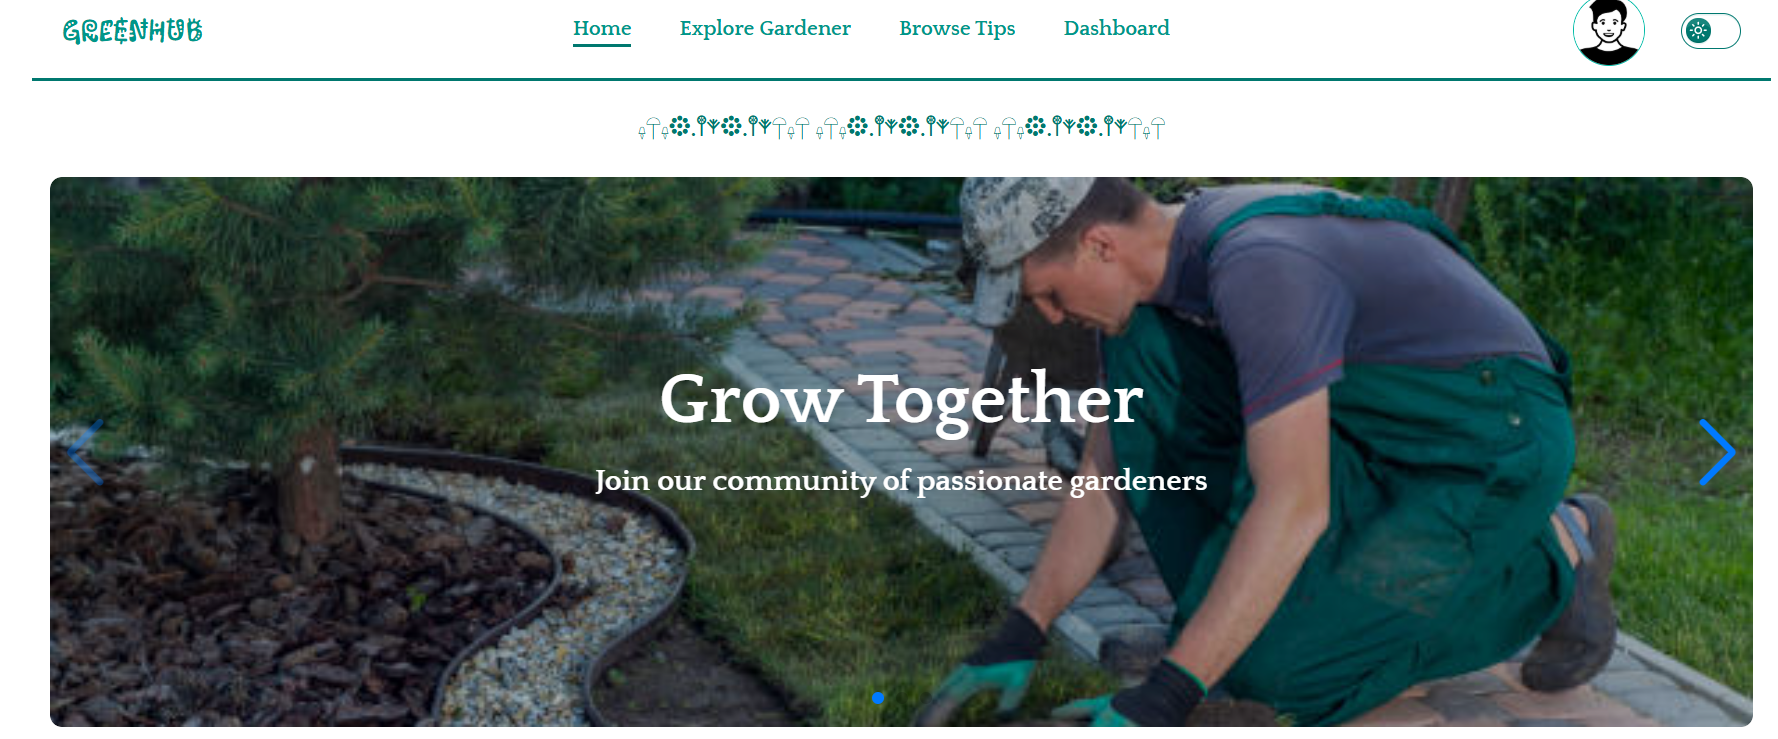 GREENHUB
Home Explore Gardener Browse Tips Dashboard
Grow Together
Join our community of passionate gardeners